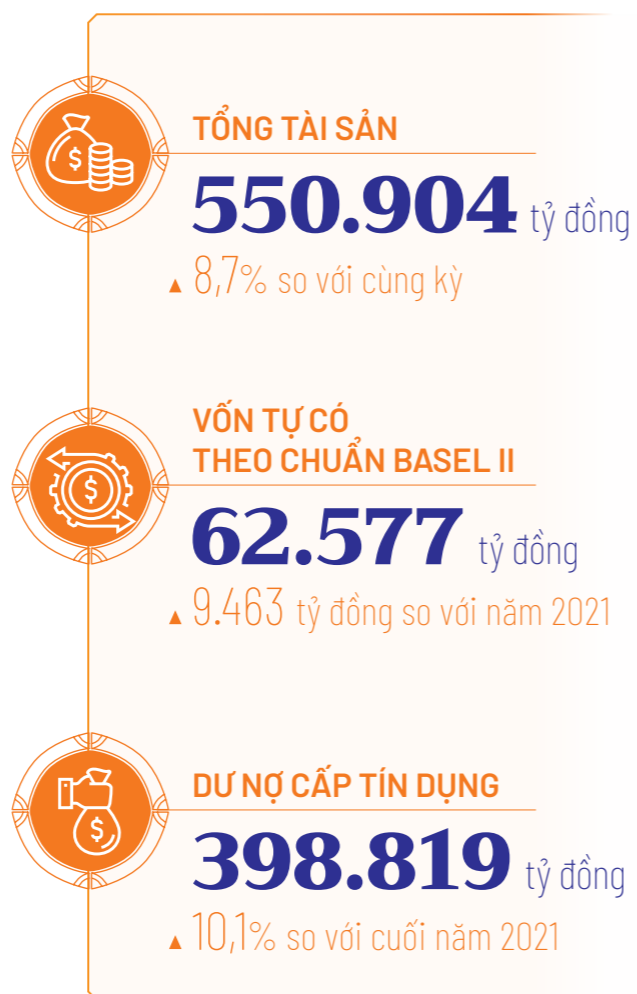 TỔNG TÀI SẢN
550.904 tỷ đồng
▲ 8,7% so với cùng kỳ
VỐN TỰ CÓ
THEO CHUẨN BASEL II
62.577 tỷ đồng
▲ 9.463 tỷ đồng so với năm 2021
DƯ NỢ CẤP TÍN DỤNG
398.819 tỷ đồng
▲ 10,1% so với cuối năm 2021